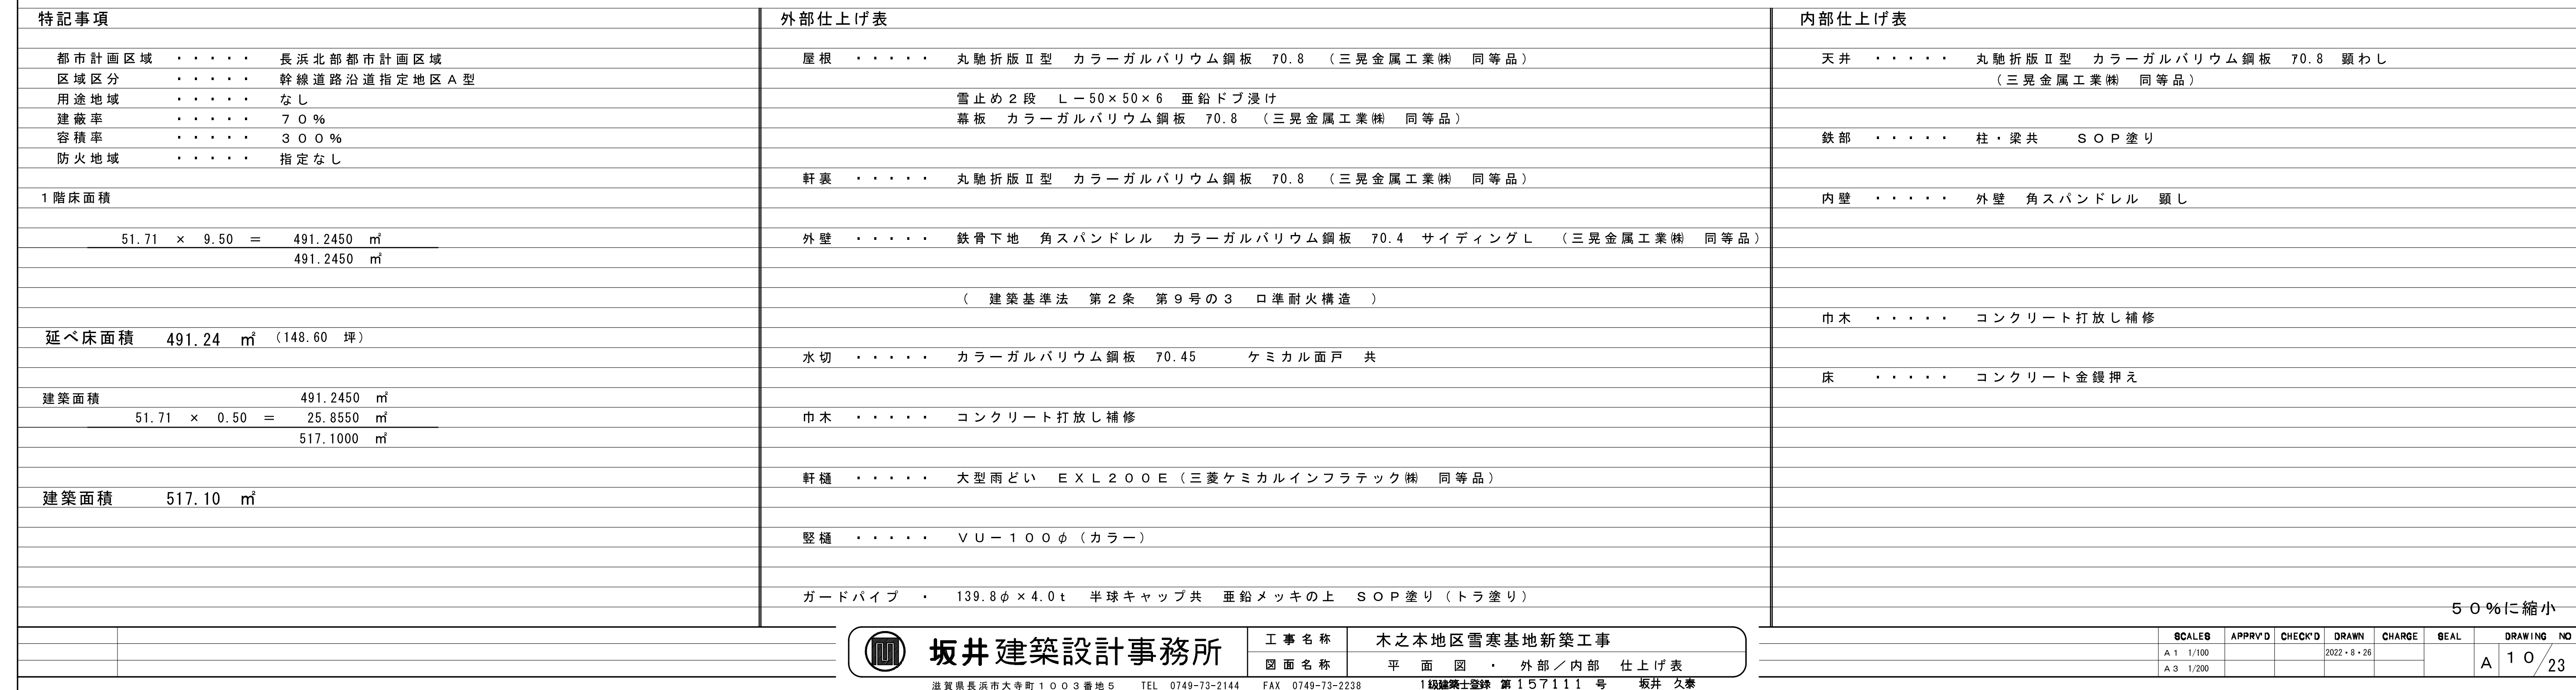 特記事項
都市計画区域 ・・・・・ 長浜北部都市計画区域
区域区分 ・・・・・ 幹線道路沿道指定地区A型
用途地域 ・・・・・ なし
建蔽率 ・・・・・ 70%
容積率 ・・・・・ 300%
防火地域 ・・・・・ 指定なし
1階床面積
51.71 × 9.50 = 491.2450 ㎡
491.2450 ㎡
延べ床面積 491.24 ㎡ (148.60 坪)
建築面積 491.2450 ㎡
51.71 × 0.50 = 25.8550 ㎡
517.1000 ㎡
建築面積 517.10 ㎡
外部仕上げ表
屋根 ・・・・・ 丸馳折版Ⅱ型 カラーガルバリウム鋼板 ｱ0.8 (三晃金属工業㈱ 同等品)
雪止め2段 L-50×50×6 亜鉛ドブ浸け
幕板 カラーガルバリウム鋼板 ｱ0.8 (三晃金属工業㈱ 同等品)
軒裏 ・・・・・ 丸馳折版Ⅱ型 カラーガルバリウム鋼板 ｱ0.8 (三晃金属工業㈱ 同等品)
外壁 ・・・・・ 鉄骨下地 角スパンドレル カラーガルバリウム鋼板 ｱ0.4 サイディングL (三晃金属工業㈱ 同等品)
( 建築基準法 第2条 第9号の3 ロ準耐火構造 )
水切 ・・・・・ カラーガルバリウム鋼板 ｱ0.45 ケミカル面戸 共
巾木 ・・・・・ コンクリート打放し補修
軒樋 ・・・・・ 大型雨どい EXL200E(三菱ケミカルインフラテック㈱ 同等品)
竪樋 ・・・・・ VU-100φ(カラー)
ガードパイプ ・ 139.8φ×4.0t 半球キャップ共 亜鉛メッキの上 SOP塗り(トラ塗り)
内部仕上げ表
天井 ・・・・・ 丸馳折版Ⅱ型 カラーガルバリウム鋼板 ｱ0.8 顕わし
(三晃金属工業㈱ 同等品)
鉄部 ・・・・・ 柱・梁共 SOP塗り
内壁 ・・・・・ 外壁 角スパンドレル 顕し
巾木 ・・・・・ コンクリート打放し補修
床 ・・・・・ コンクリート金鏝押え
50%に縮小
坂井建築設計事務所
工事名称 木之本地区雪寒基地新築工事
図面名称 平面図 ・ 外部/内部 仕上げ表
滋賀県長浜市大寺町1003番地5 TEL 0749-73-2144 FAX 0749-73-2238 1級建築士登録 第157111 号 坂井 久泰
SCALES APPRV'D CHECK'D DRAWN CHARGE SEAL DRAWING NO
A1 1/100 2022・8・26
A3 1/200
A 10/23